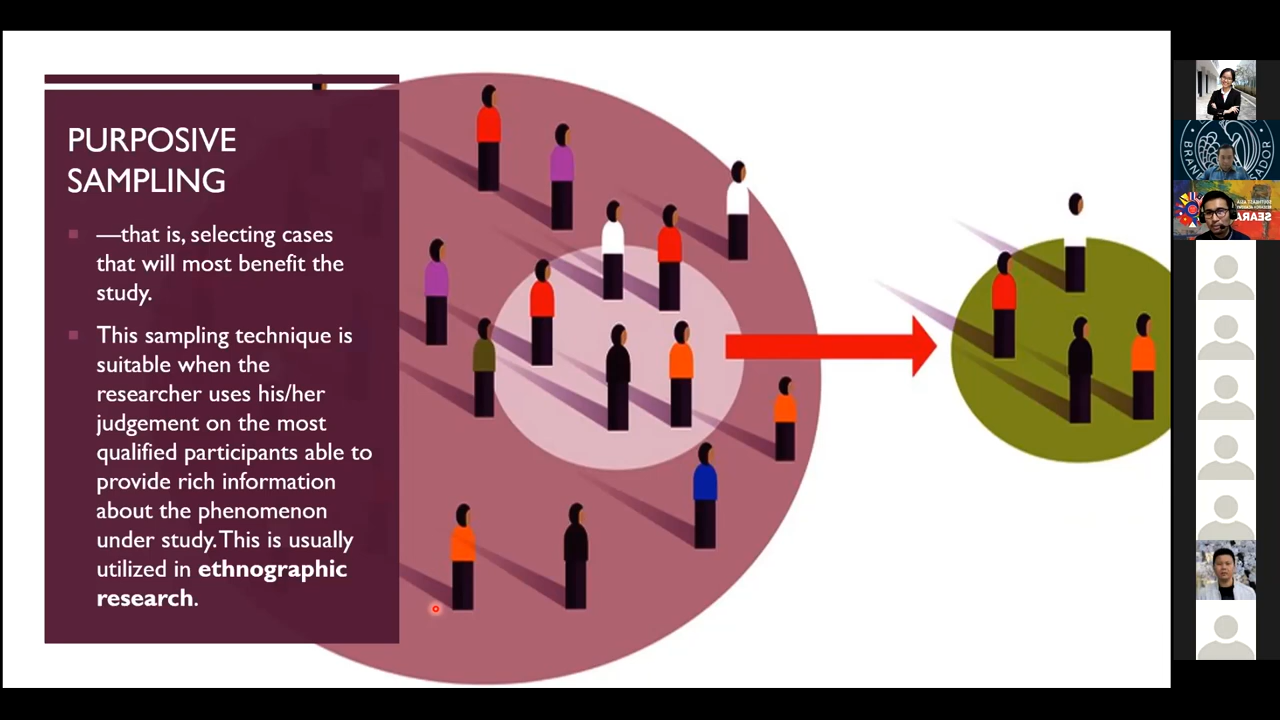 PURPOSIVE
SAMPLING
—that is, selecting cases
that will most benefit the
study.
This sampling technique is
suitable when the
researcher uses his/her
judgement on the most
qualified participants able to
provide rich information
about the phenomenon
under study. This is usually
utilized in ethnographic
research.